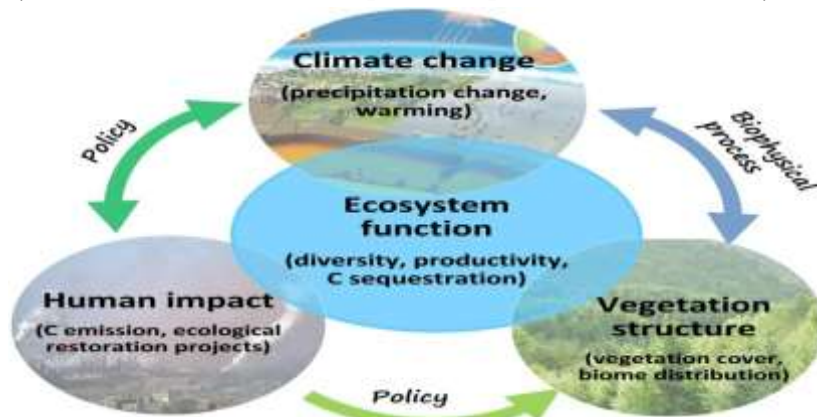 Climate change
(precipitation change,
warming)
Policy
Biophysical
process
Ecosystem
function
(diversity, productivity,
C sequestration)
Human impact
(C emission, ecological
restoration projects)
Vegetation
structure
(vegetation cover,
biome distribution)
Policy